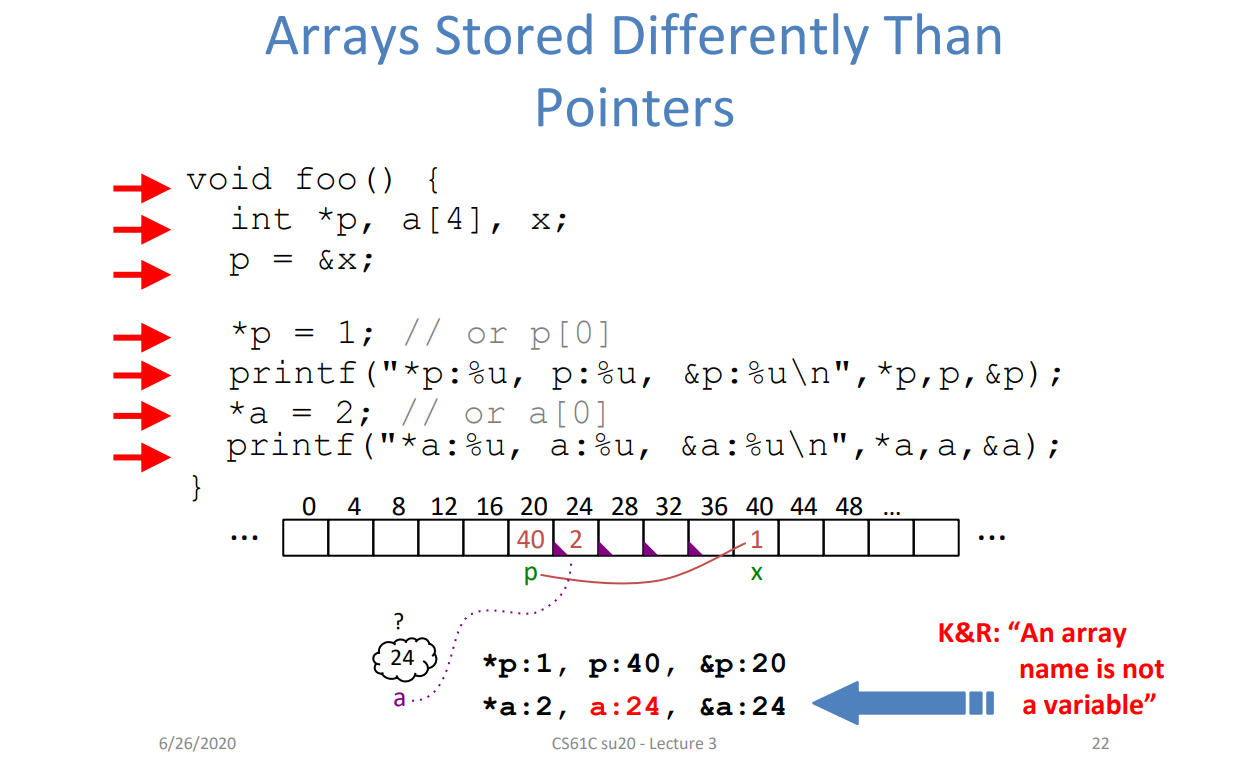 Arrays Stored Differently Than
Pointers
void foo() {
int *p, a[4], x;
p = &x;
*p = 1; // or p[0]
printf("*p:%u, p:%u, &p:%u\n",*p,p,&p);
*a = 2; // or a[0]
printf("*a:%u, a:%u, &a:%u\n",*a,a,&a);
}
0 4 8 12 16 20 24 28 32 36 40 44 48 ...
... 40 2 1 ...
p x
?
24
a
*p:1, p:40, &p:20
*a:2, a:24, &a:24
K&R: “An array
name is not
a variable”
6/26/2020 CS61C su20 - Lecture 3 22